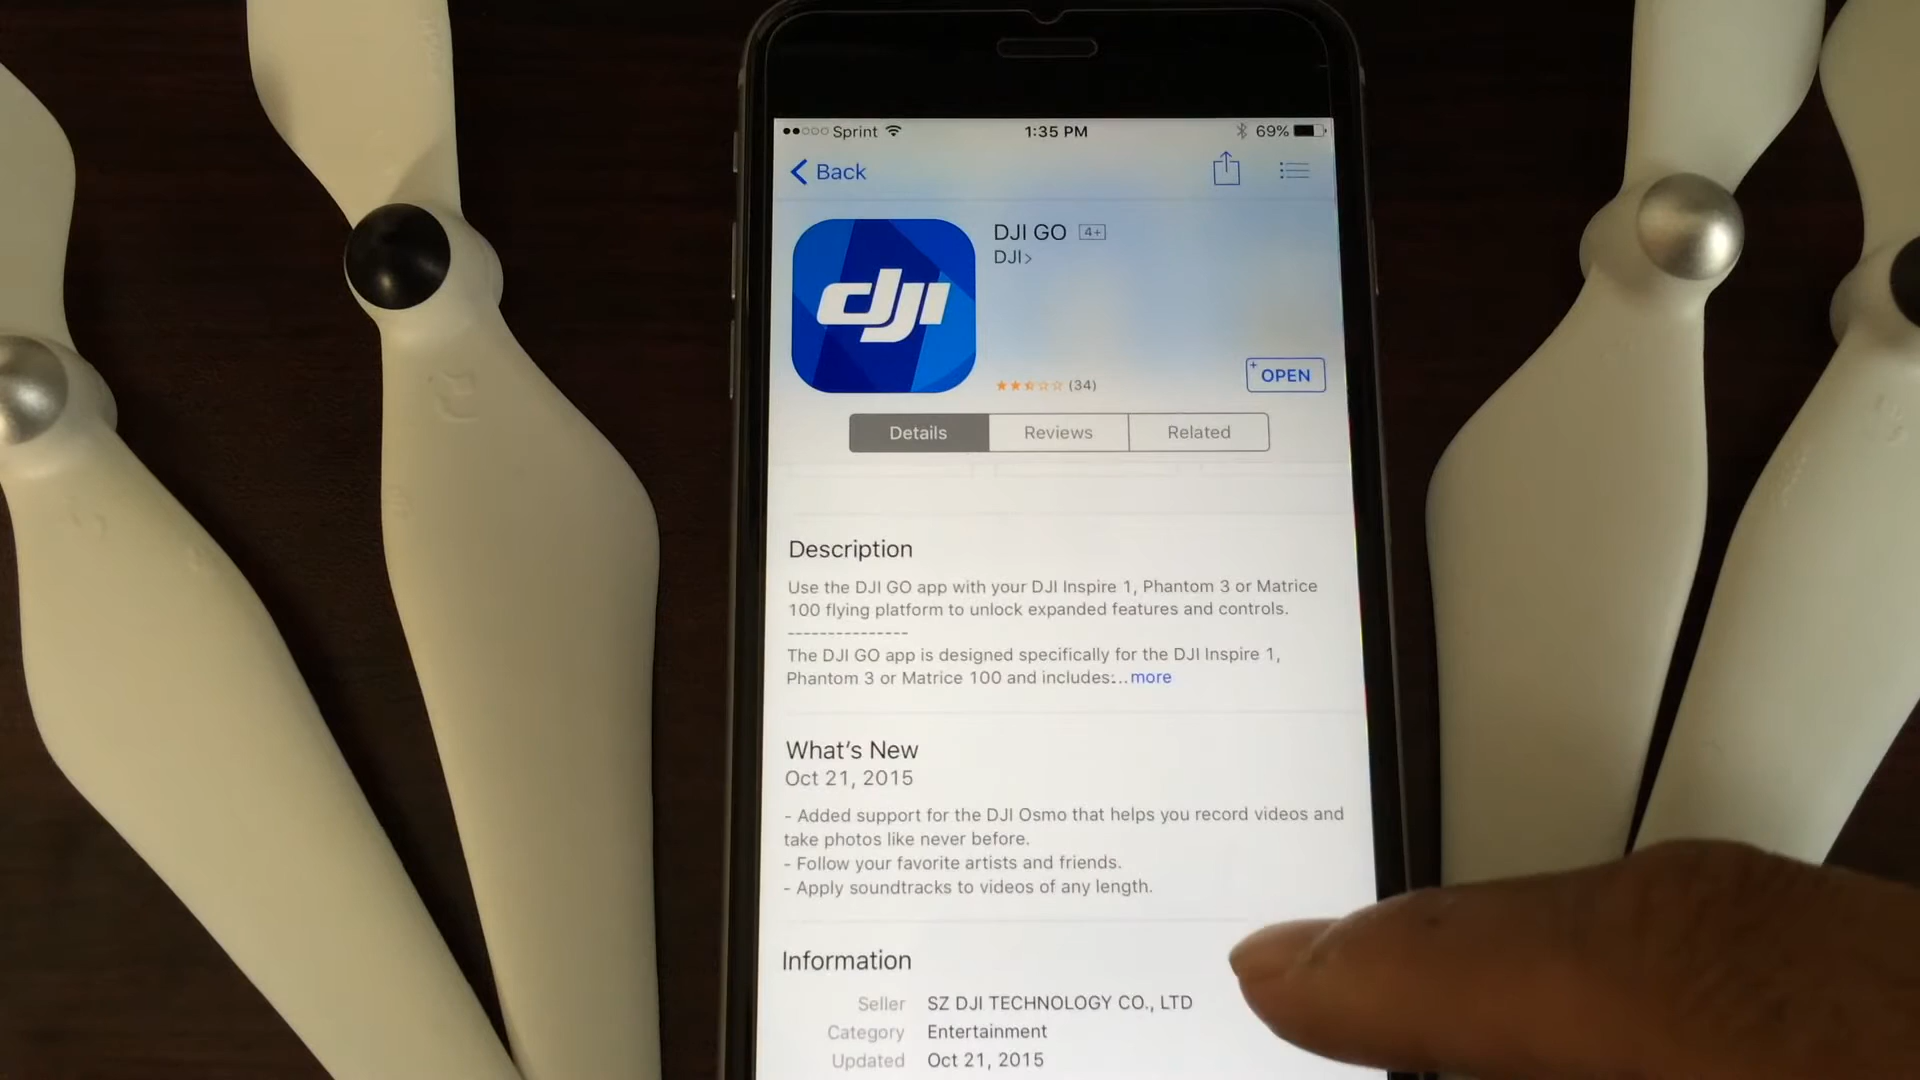 Sprint 1:35 PM 69%
Back
DJI GO 4+
DJI>
dji
(34)
+OPEN
Details Reviews Related
Description
Use the DJI GO app with your DJI Inspire 1, Phantom 3 or Matrice
100 flying platform to unlock expanded features and controls.
---------------
The DJI GO app is designed specifically for the DJI Inspire 1,
Phantom 3 or Matrice 100 and includes:...more
What's New
Oct 21, 2015
- Added support for the DJI Osmo that helps you record videos and
take photos like never before.
- Follow your favorite artists and friends.
- Apply soundtracks to videos of any length.
Information
Seller SZ DJI TECHNOLOGY CO., LTD
Category Entertainment
Updated Oct 21, 2015